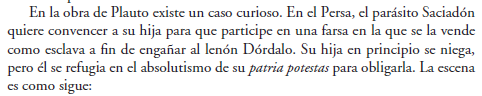 En la obra de Plauto existe un caso curioso. En el Persa, el parásito Saciadón
quiere convencer a su hija para que participe en una farsa en la que se la vende
como esclava a fin de engañar al lenón Dórdalo. Su hija en principio se niega,
pero él se refugia en el absolutismo de su patria potestas para obligarla. La escena
es como sigue: